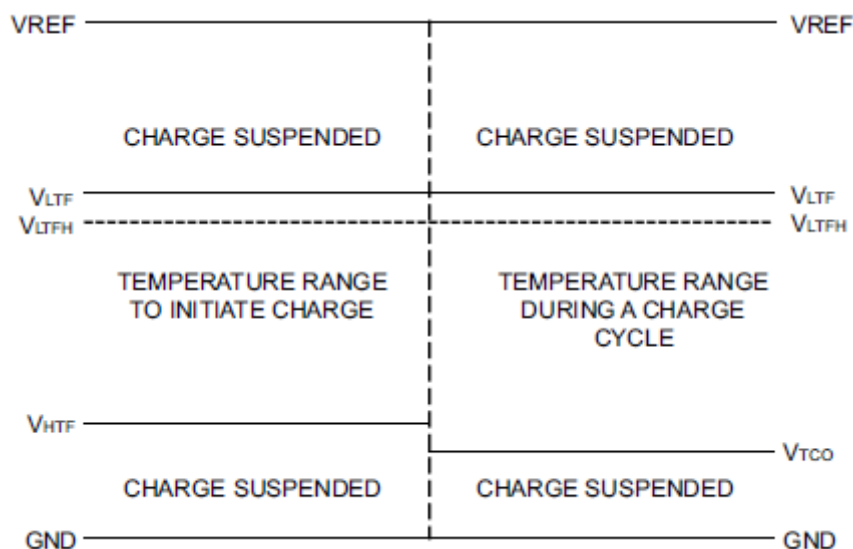 VREF VREF
CHARGE SUSPENDED CHARGE SUSPENDED
VLTF VLTF
VLTFH VLTFH
TEMPERATURE RANGE TEMPERATURE RANGE
TO INITIATE CHARGE DURING A CHARGE
CYCLE
VHTF
VTCO
CHARGE SUSPENDED CHARGE SUSPENDED
GND GND